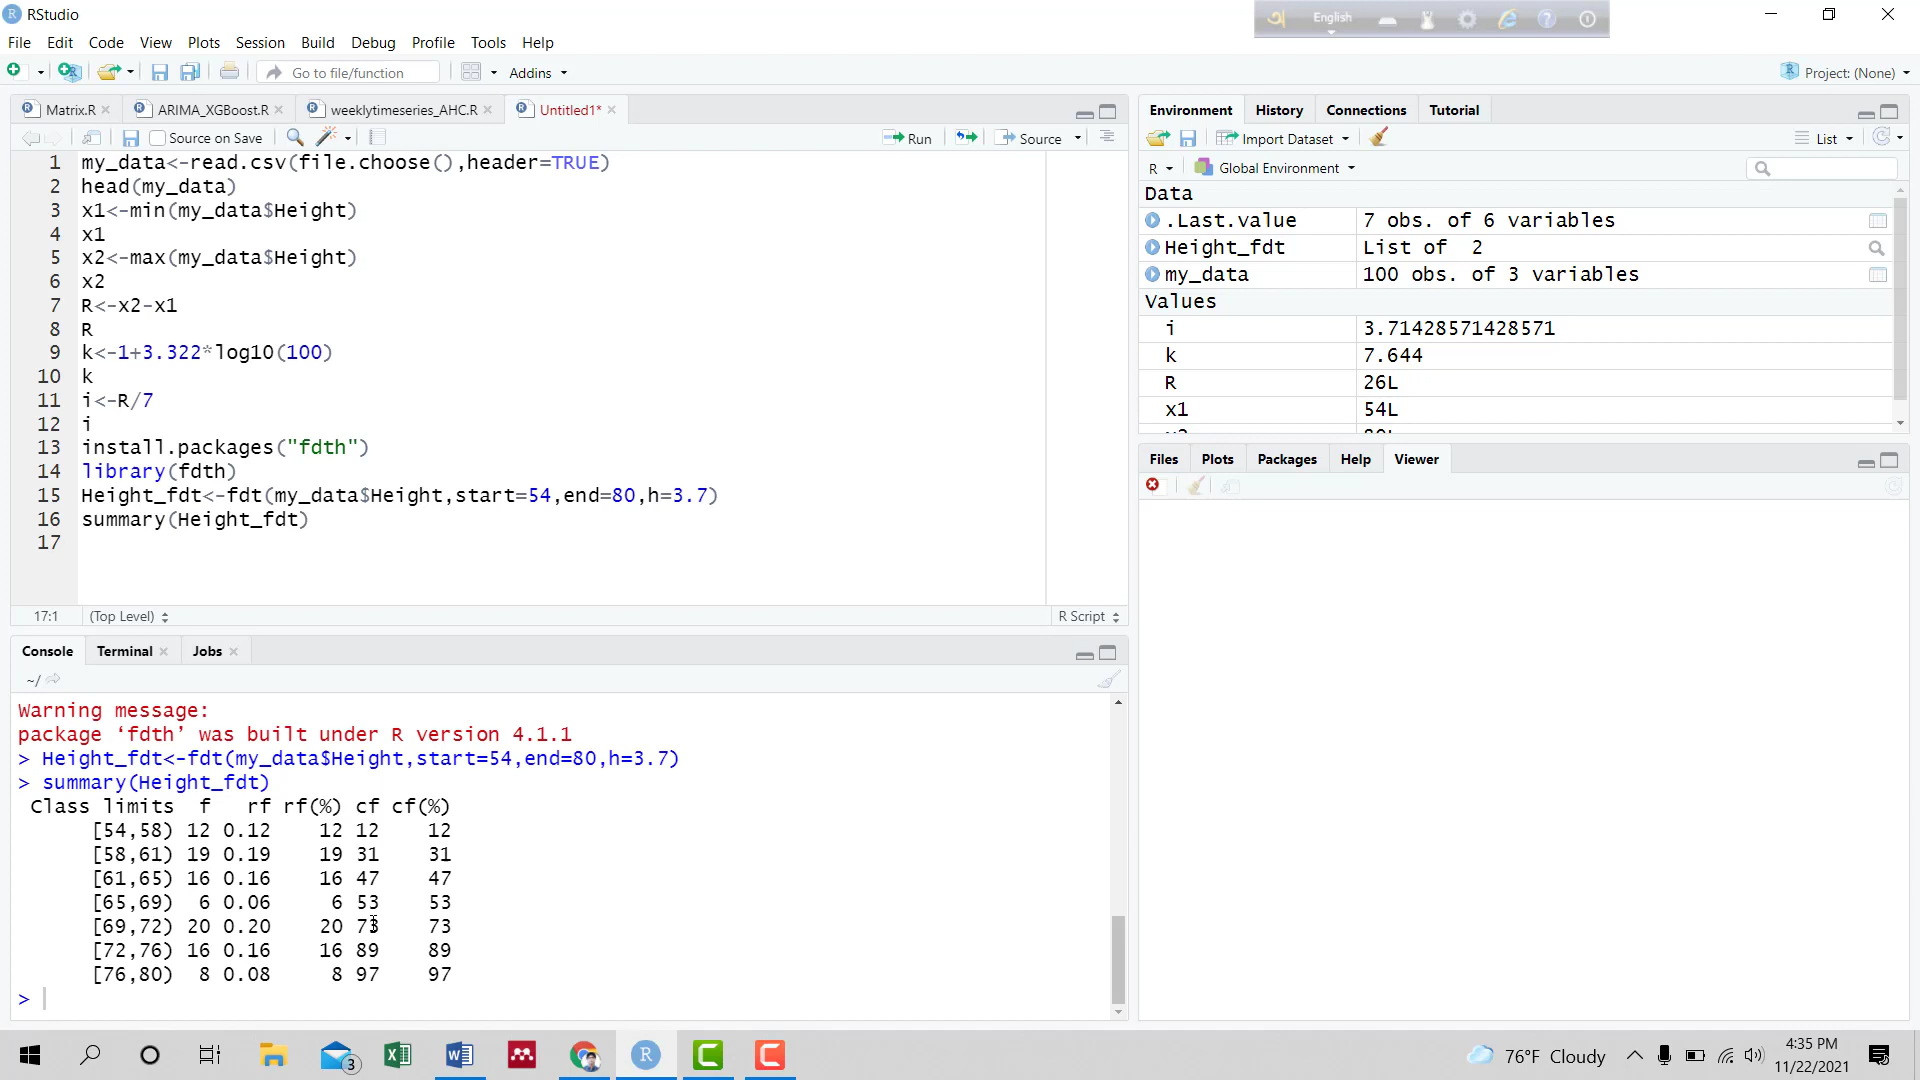 RStudio
English
File Edit Code View Plots Session Build Debug Profile Tools Help
Go to file/function Addins Project: (None)
Matrix.R ARIMA_XGBoost.R weeklytimeseries_AHC.R Untitled1*
Source on Save Run Source
1 my_data<-read.csv(file.choose(),header=TRUE)
2 head(my_data)
3 x1<-min(my_data$Height)
4 x1
5 x2<-max(my_data$Height)
6 x2
7 R<-x2-x1
8 R
9 k<-1+3.322*log10(100)
10 k
11 i<-R/7
12 i
13 install.packages("fdth")
14 library(fdth)
15 Height_fdt<-fdt(my_data$Height,start=54,end=80,h=3.7)
16 summary(Height_fdt)
17
17:1 (Top Level) R Script
Console Terminal Jobs
~/
Warning message:
package ‘fdth’ was built under R version 4.1.1
> Height_fdt<-fdt(my_data$Height,start=54,end=80,h=3.7)
> summary(Height_fdt)
Class limits f rf rf(%) cf cf(%)
[54,58) 12 0.12 12 12 12
[58,61) 19 0.19 19 31 31
[61,65) 16 0.16 16 47 47
[65,69) 6 0.06 6 53 53
[69,72) 20 0.20 20 73 73
[72,76) 16 0.16 16 89 89
[76,80) 8 0.08 8 97 97
>
Environment History Connections Tutorial
Import Dataset List
R Global Environment
Data
.Last.value 7 obs. of 6 variables
Height_fdt List of 2
my_data 100 obs. of 3 variables
Values
i 3.71428571428571
k 7.644
R 26L
x1 54L
Files Plots Packages Help Viewer
3
76°F Cloudy
4:35 PM
11/22/2021